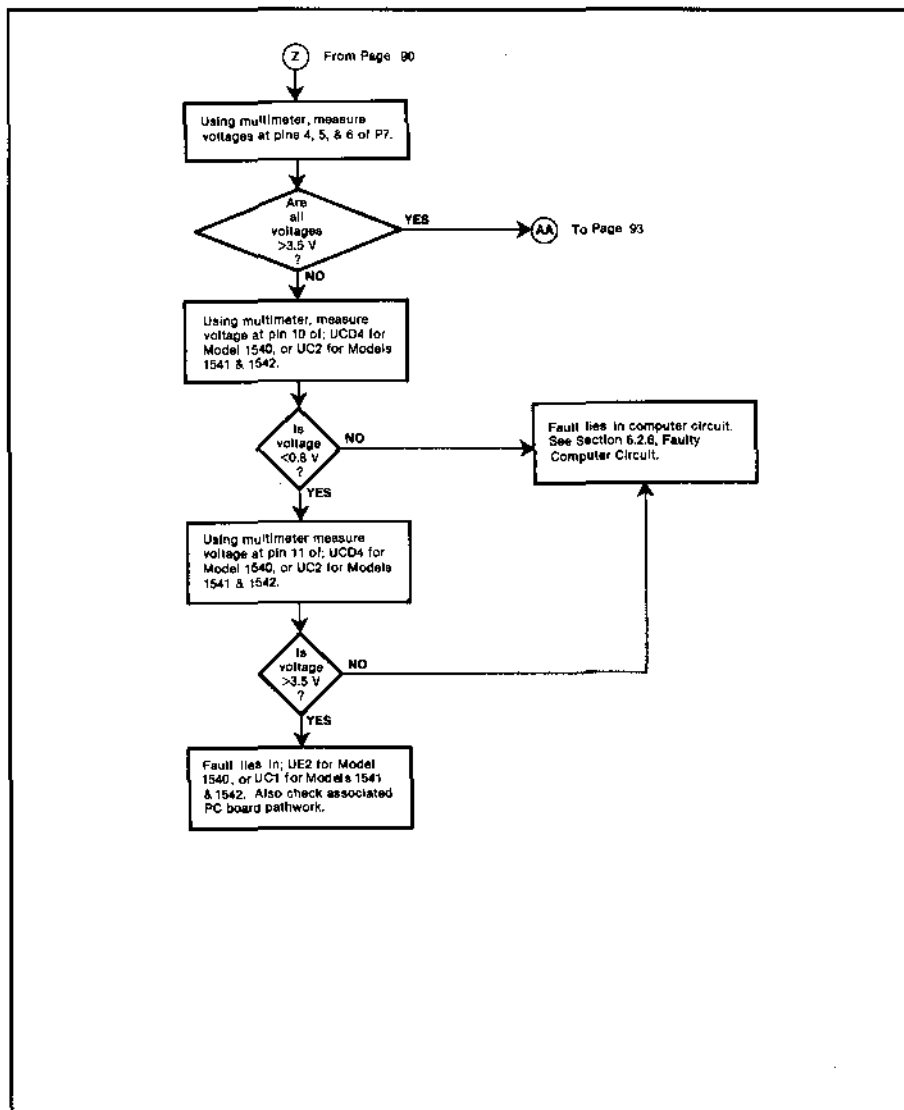 Z From Page 90
Using multimeter, measure
voltages at pins 4, 5, & 6 of P7.
Are
all
voltages
>3.5 V
?
YES
AA To Page 93
NO
Using multimeter, measure
voltage at pin 10 of; UCD4 for
Model 1540, or UC2 for Models
1541 & 1542.
Is
voltage
<0.8 V
?
NO
Fault lies in computer circuit.
See Section 6.2.6, Faulty
Computer Circuit.
YES
Using multimeter measure
voltage at pin 11 of; UCD4 for
Model 1540, or UC2 for Models
1541 & 1542.
Is
voltage
>3.5 V
?
NO
YES
Fault lies in; UE2 for Model
1540, or UC1 for Models 1541
& 1542. Also check associated
PC board pathwork.